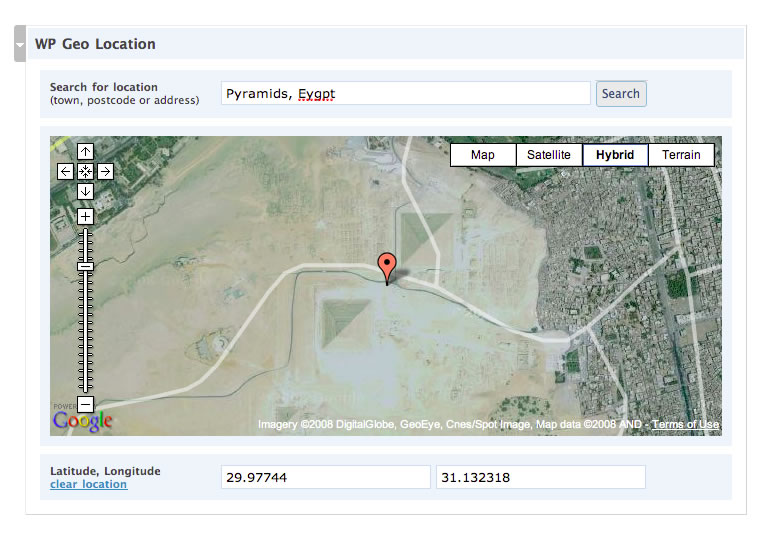 WP Geo Location
Search for location
(town, postcode or address)
Pyramids, Eygpt
Search
Map Satellite Hybrid Terrain
POWER
Google
Imagery ©2008 DigitalGlobe, GeoEye, Cnes/Spot Image, Map data ©2008 AND - Terms of Use
Latitude, Longitude
clear location
29.97744
31.132318